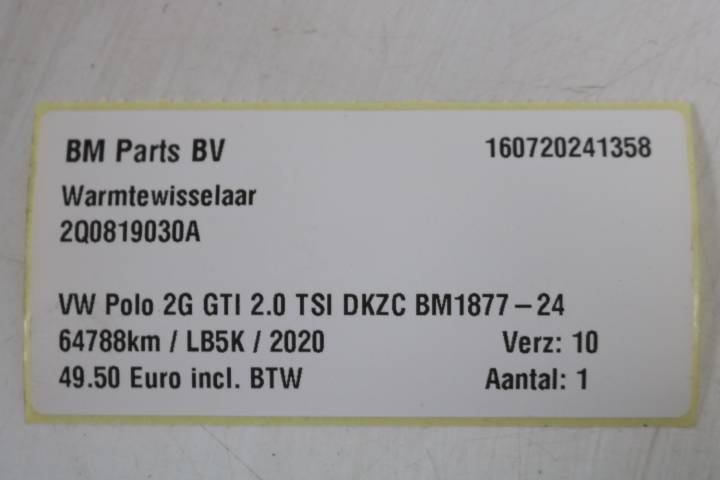 BM Parts BV 160720241358
Warmtewisselaar
2Q0819030A
VW Polo 2G GTI 2.0 TSI DKZC BM1877-24
64788km / LB5K / 2020 Verz: 10
49.50 Euro incl. BTW Aantal: 1